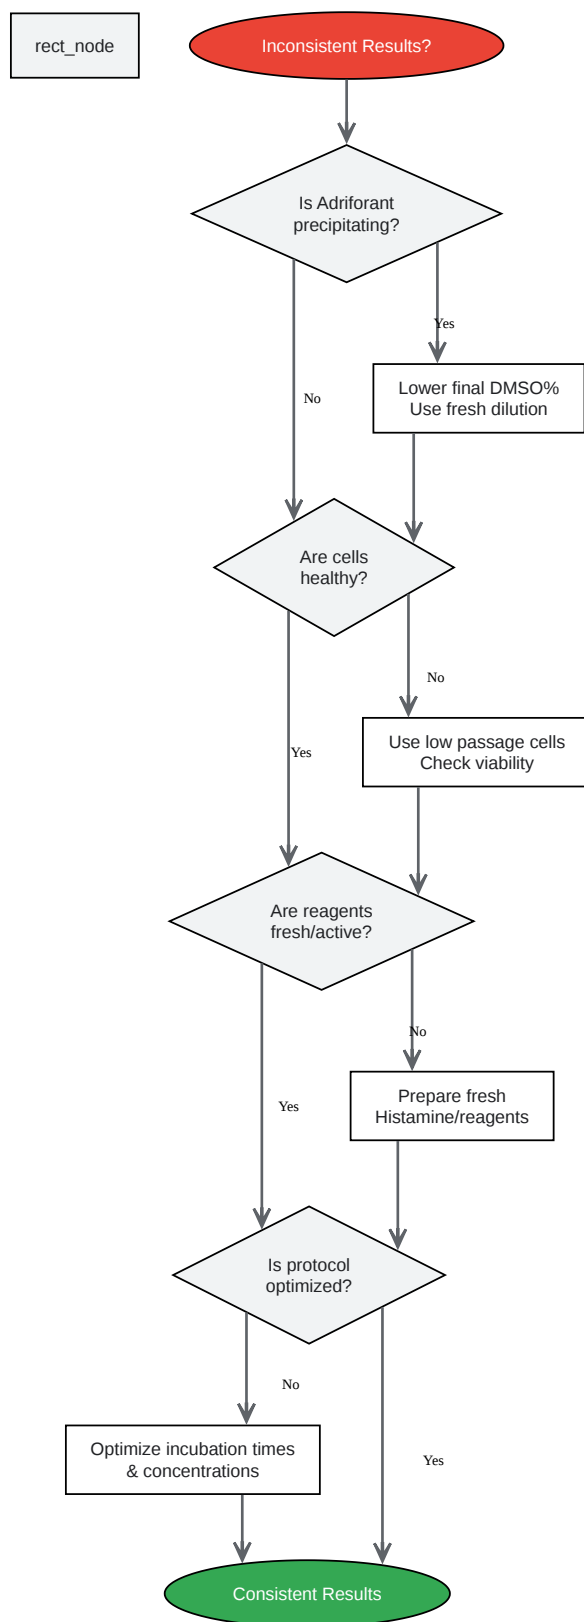 rect_node
Inconsistent Results?
Is Adriforant
precipitating?
Yes
Lower final DMSO%
Use fresh dilution
No
Are cells
healthy?
No
Use low passage cells
Check viability
Yes
Are reagents
fresh/active?
No
Prepare fresh
Histamine/reagents
Yes
Is protocol
optimized?
No
Optimize incubation times
& concentrations
Yes
Consistent Results